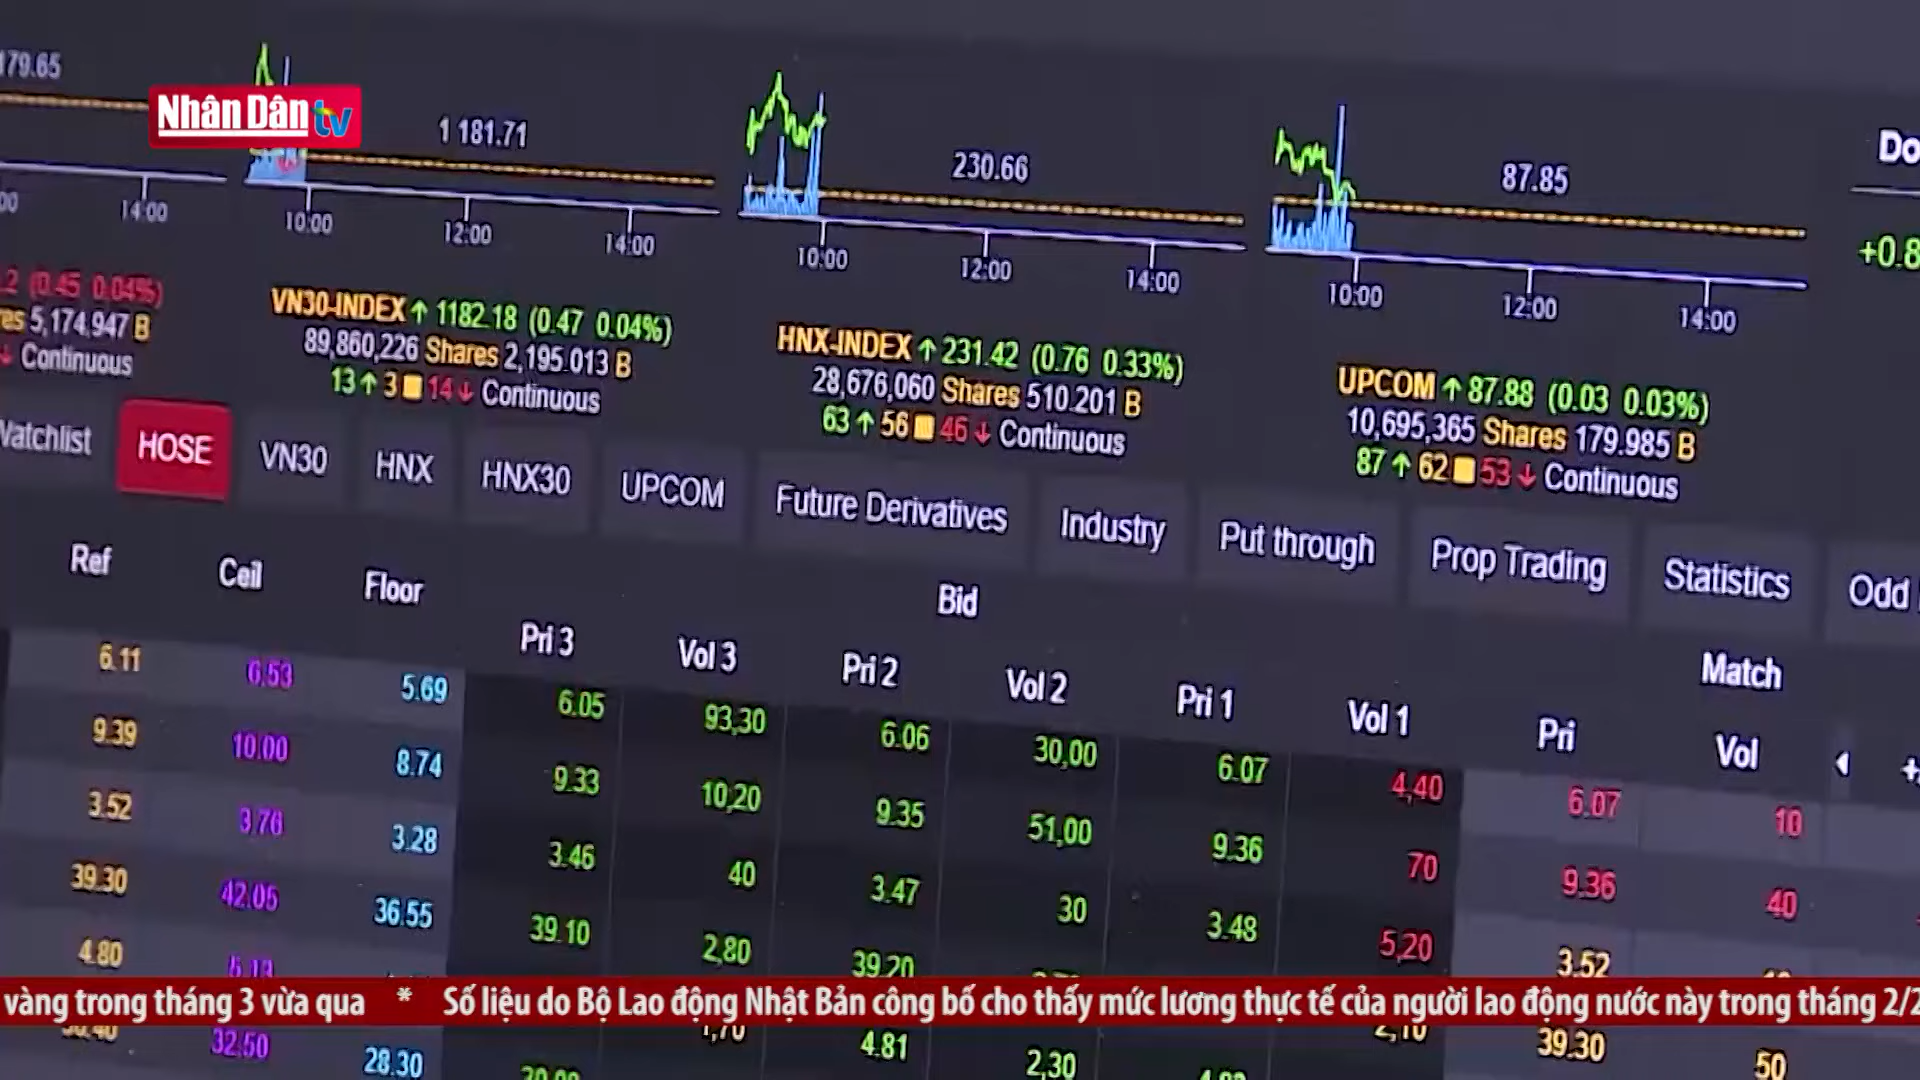 179.65
Nhân Dân tv
1 181.71
230.66
87.85
14:00
10:00 12:00 14:00
10:00 12:00 14:00
10:00 12:00 14:00
+0.8
(0.45 0.04%)
5,174,947 B
Continuous
VN30-INDEX ↑ 1182.18 (0.47 0.04%)
89,860,226 Shares 2,195.013 B
13 ↑ 3 ■ 14 ↓ Continuous
HNX-INDEX ↑ 231.42 (0.76 0.33%)
28,676,060 Shares 510.201 B
63 ↑ 56 ■ 46 ↓ Continuous
UPCOM ↑ 87.88 (0.03 0.03%)
10,695,365 Shares 179.985 B
87 ↑ 62 ■ 53 ↓ Continuous
Watchlist HOSE VN30 HNX HNX30 UPCOM Future Derivatives Industry Put through Prop Trading Statistics Odd
Ref Ceil Floor Bid Match
Pri 3 Vol 3 Pri 2 Vol 2 Pri 1 Vol 1 Pri Vol
6.11 6.53 5.69 6.05 93,30 6.06 30,00 6.07 4,40 6.07 10
9.39 10.00 8.74 9.33 10,20 9.35 51,00 9.36 70 9.36 40
3.52 3.76 3.28 3.46 40 3.47 30 3.48 5,20 3.52
39.30 42.05 36.55 39.10 2,80 39.20 39.30 50
4.80 5.13 4.81 2,30
32.50 28.30
vàng trong tháng 3 vừa qua * Số liệu do Bộ Lao động Nhật Bản công bố cho thấy mức lương thực tế của người lao động nước này trong tháng 2/2